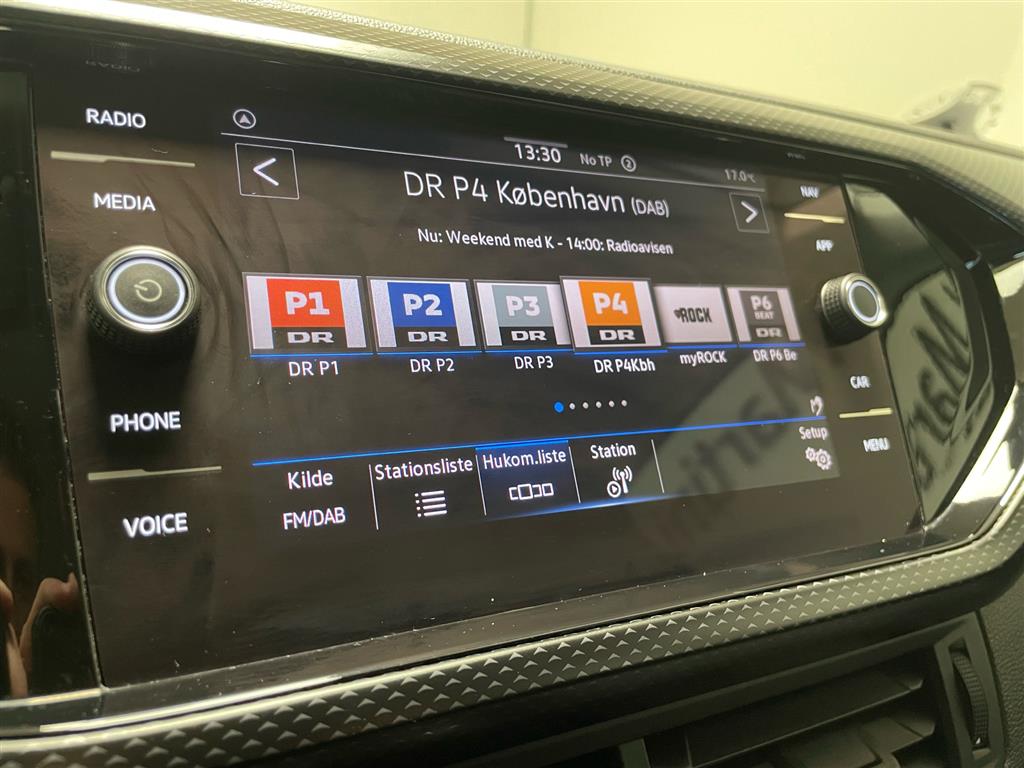 RADIO
MEDIA
PHONE
VOICE
13:30 No TP 2
17.0°C
DR P4 København (DAB)
Nu: Weekend med K - 14:00: Radioavisen
P1 DR
P2 DR
P3 DR
P4 DR
ROCK
P6 BEAT DR
DR P1
DR P2
DR P3
DR P4Kbh
myROCK
DR P6 Be
Kilde
FM/DAB
Stationsliste
Hukom.liste
Station
Setup
NAV
APP
CAR
MENU